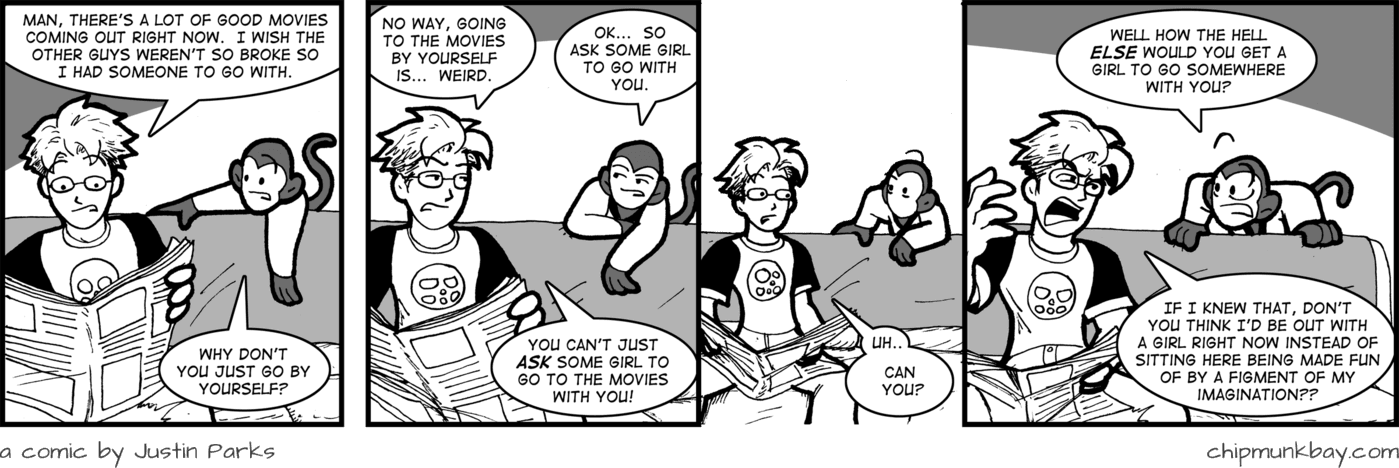 MAN, THERE'S A LOT OF GOOD MOVIES
COMING OUT RIGHT NOW. I WISH THE
OTHER GUYS WEREN'T SO BROKE SO
I HAD SOMEONE TO GO WITH.
WHY DON'T
YOU JUST GO BY
YOURSELF?
NO WAY, GOING
TO THE MOVIES
BY YOURSELF
IS... WEIRD.
OK... SO
ASK SOME GIRL
TO GO WITH
YOU.
YOU CAN'T JUST
ASK SOME GIRL TO
GO TO THE MOVIES
WITH YOU!
UH..
CAN
YOU?
WELL HOW THE HELL
ELSE WOULD YOU GET A
GIRL TO GO SOMEWHERE
WITH YOU?
IF I KNEW THAT, DON'T
YOU THINK I'D BE OUT WITH
A GIRL RIGHT NOW INSTEAD OF
SITTING HERE BEING MADE FUN
OF BY A FIGMENT OF MY
IMAGINATION??
a comic by Justin Parks
chipmunkbay.com